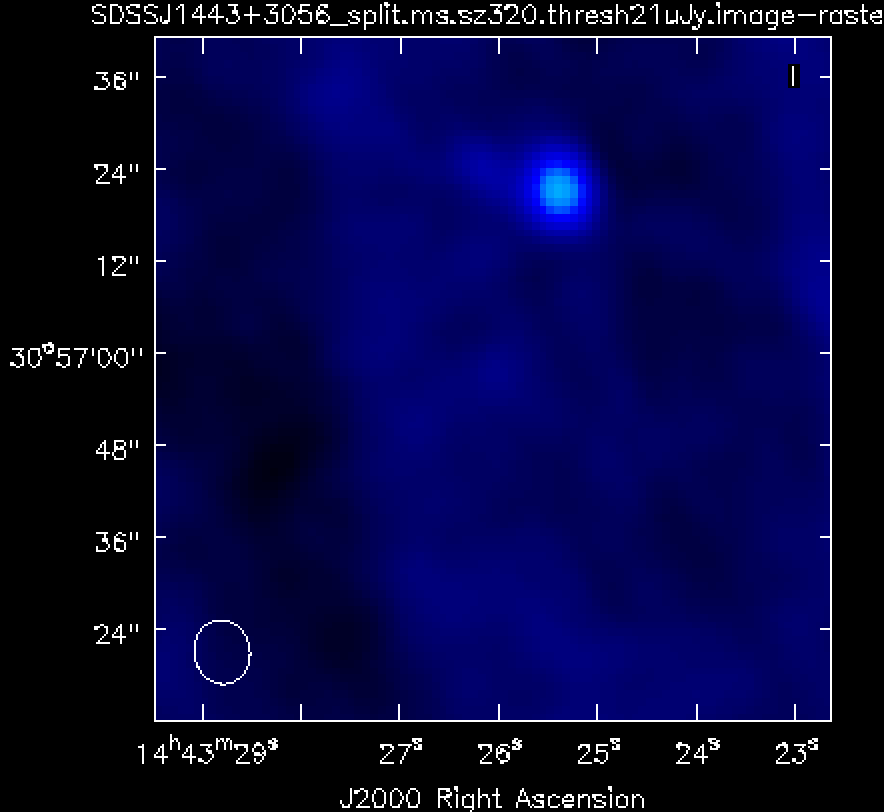 SDSSJ1443+3056_split.ms.sz320.thresh21uJy.image-raste
I
36"
24"
12"
30°57'00"
48"
36"
24"
14h43m29s 27s 26s 25s 24s 23s
J2000 Right Ascension